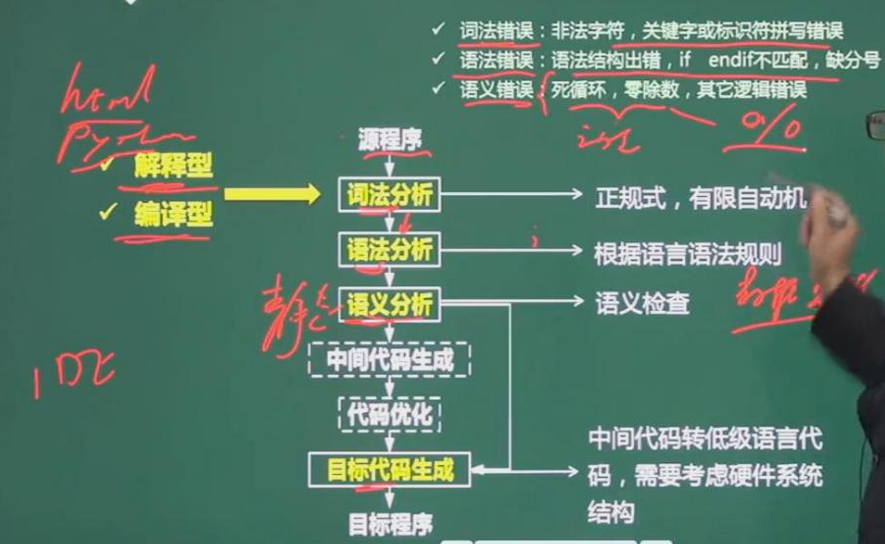 ✓ 词法错误：非法字符，关键字或标识符拼写错误
✓ 语法错误：语法结构出错，if endif不匹配，缺分号
✓ 语义错误：死循环，零除数，其它逻辑错误
html
Python
a/0
源程序
✓ 解释型
✓ 编译型
词法分析
正规式，有限自动机
语法分析
i
根据语言语法规则
静态
语义分析
语义检查
中间代码生成
IDE
代码优化
目标代码生成
中间代码转低级语言代
码，需要考虑硬件系统
结构
目标程序